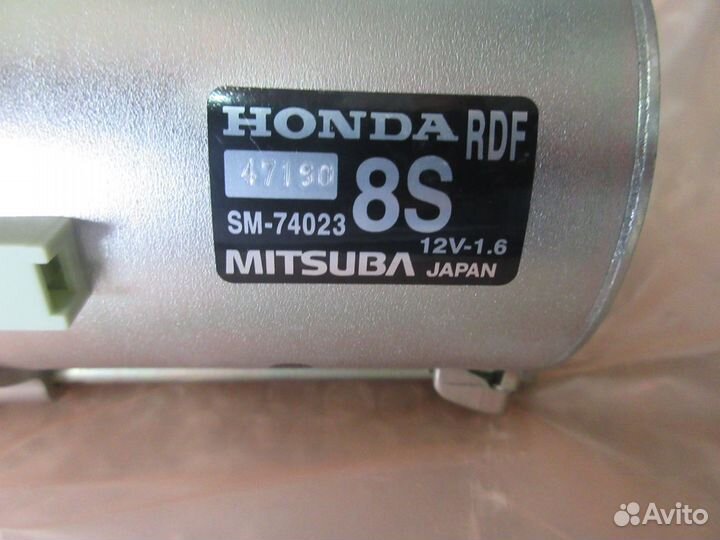 HONDA RDF
47190 8S
SM-74023
12V-1.6
MITSUBA JAPAN
Avito